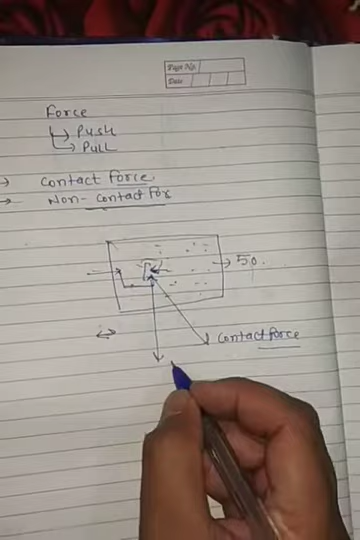 Page No.
Date
Force
Push
PULL
Contact force.
Non- Contact for
50.
Contact force